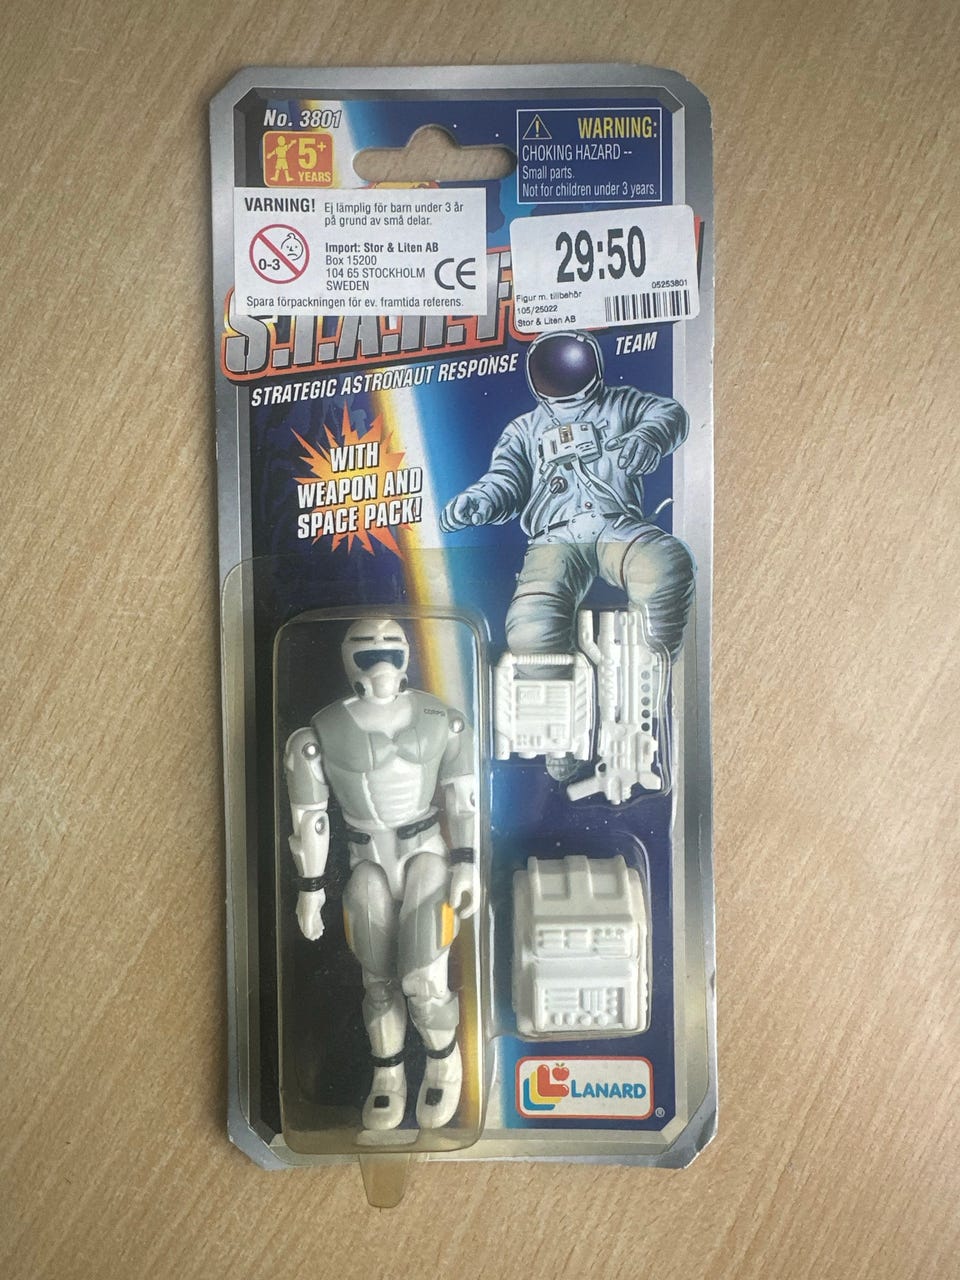 No. 3801
5+
YEARS
WARNING:
CHOKING HAZARD --
Small parts.
Not for children under 3 years.
VARNING! Ej lämplig för barn under 3 år
på grund av små delar.
0-3
Import: Stor & Liten AB
Box 15200
104 65 STOCKHOLM
SWEDEN
CE
Spara förpackningen för ev. framtida referens.
29:50
Figur m. tillbehör
05253801
105/25022
Stor & Liten AB
S.T.A.R.
STRATEGIC ASTRONAUT RESPONSE TEAM
WITH
WEAPON AND
SPACE PACK!
CORPS!
LANARD
®